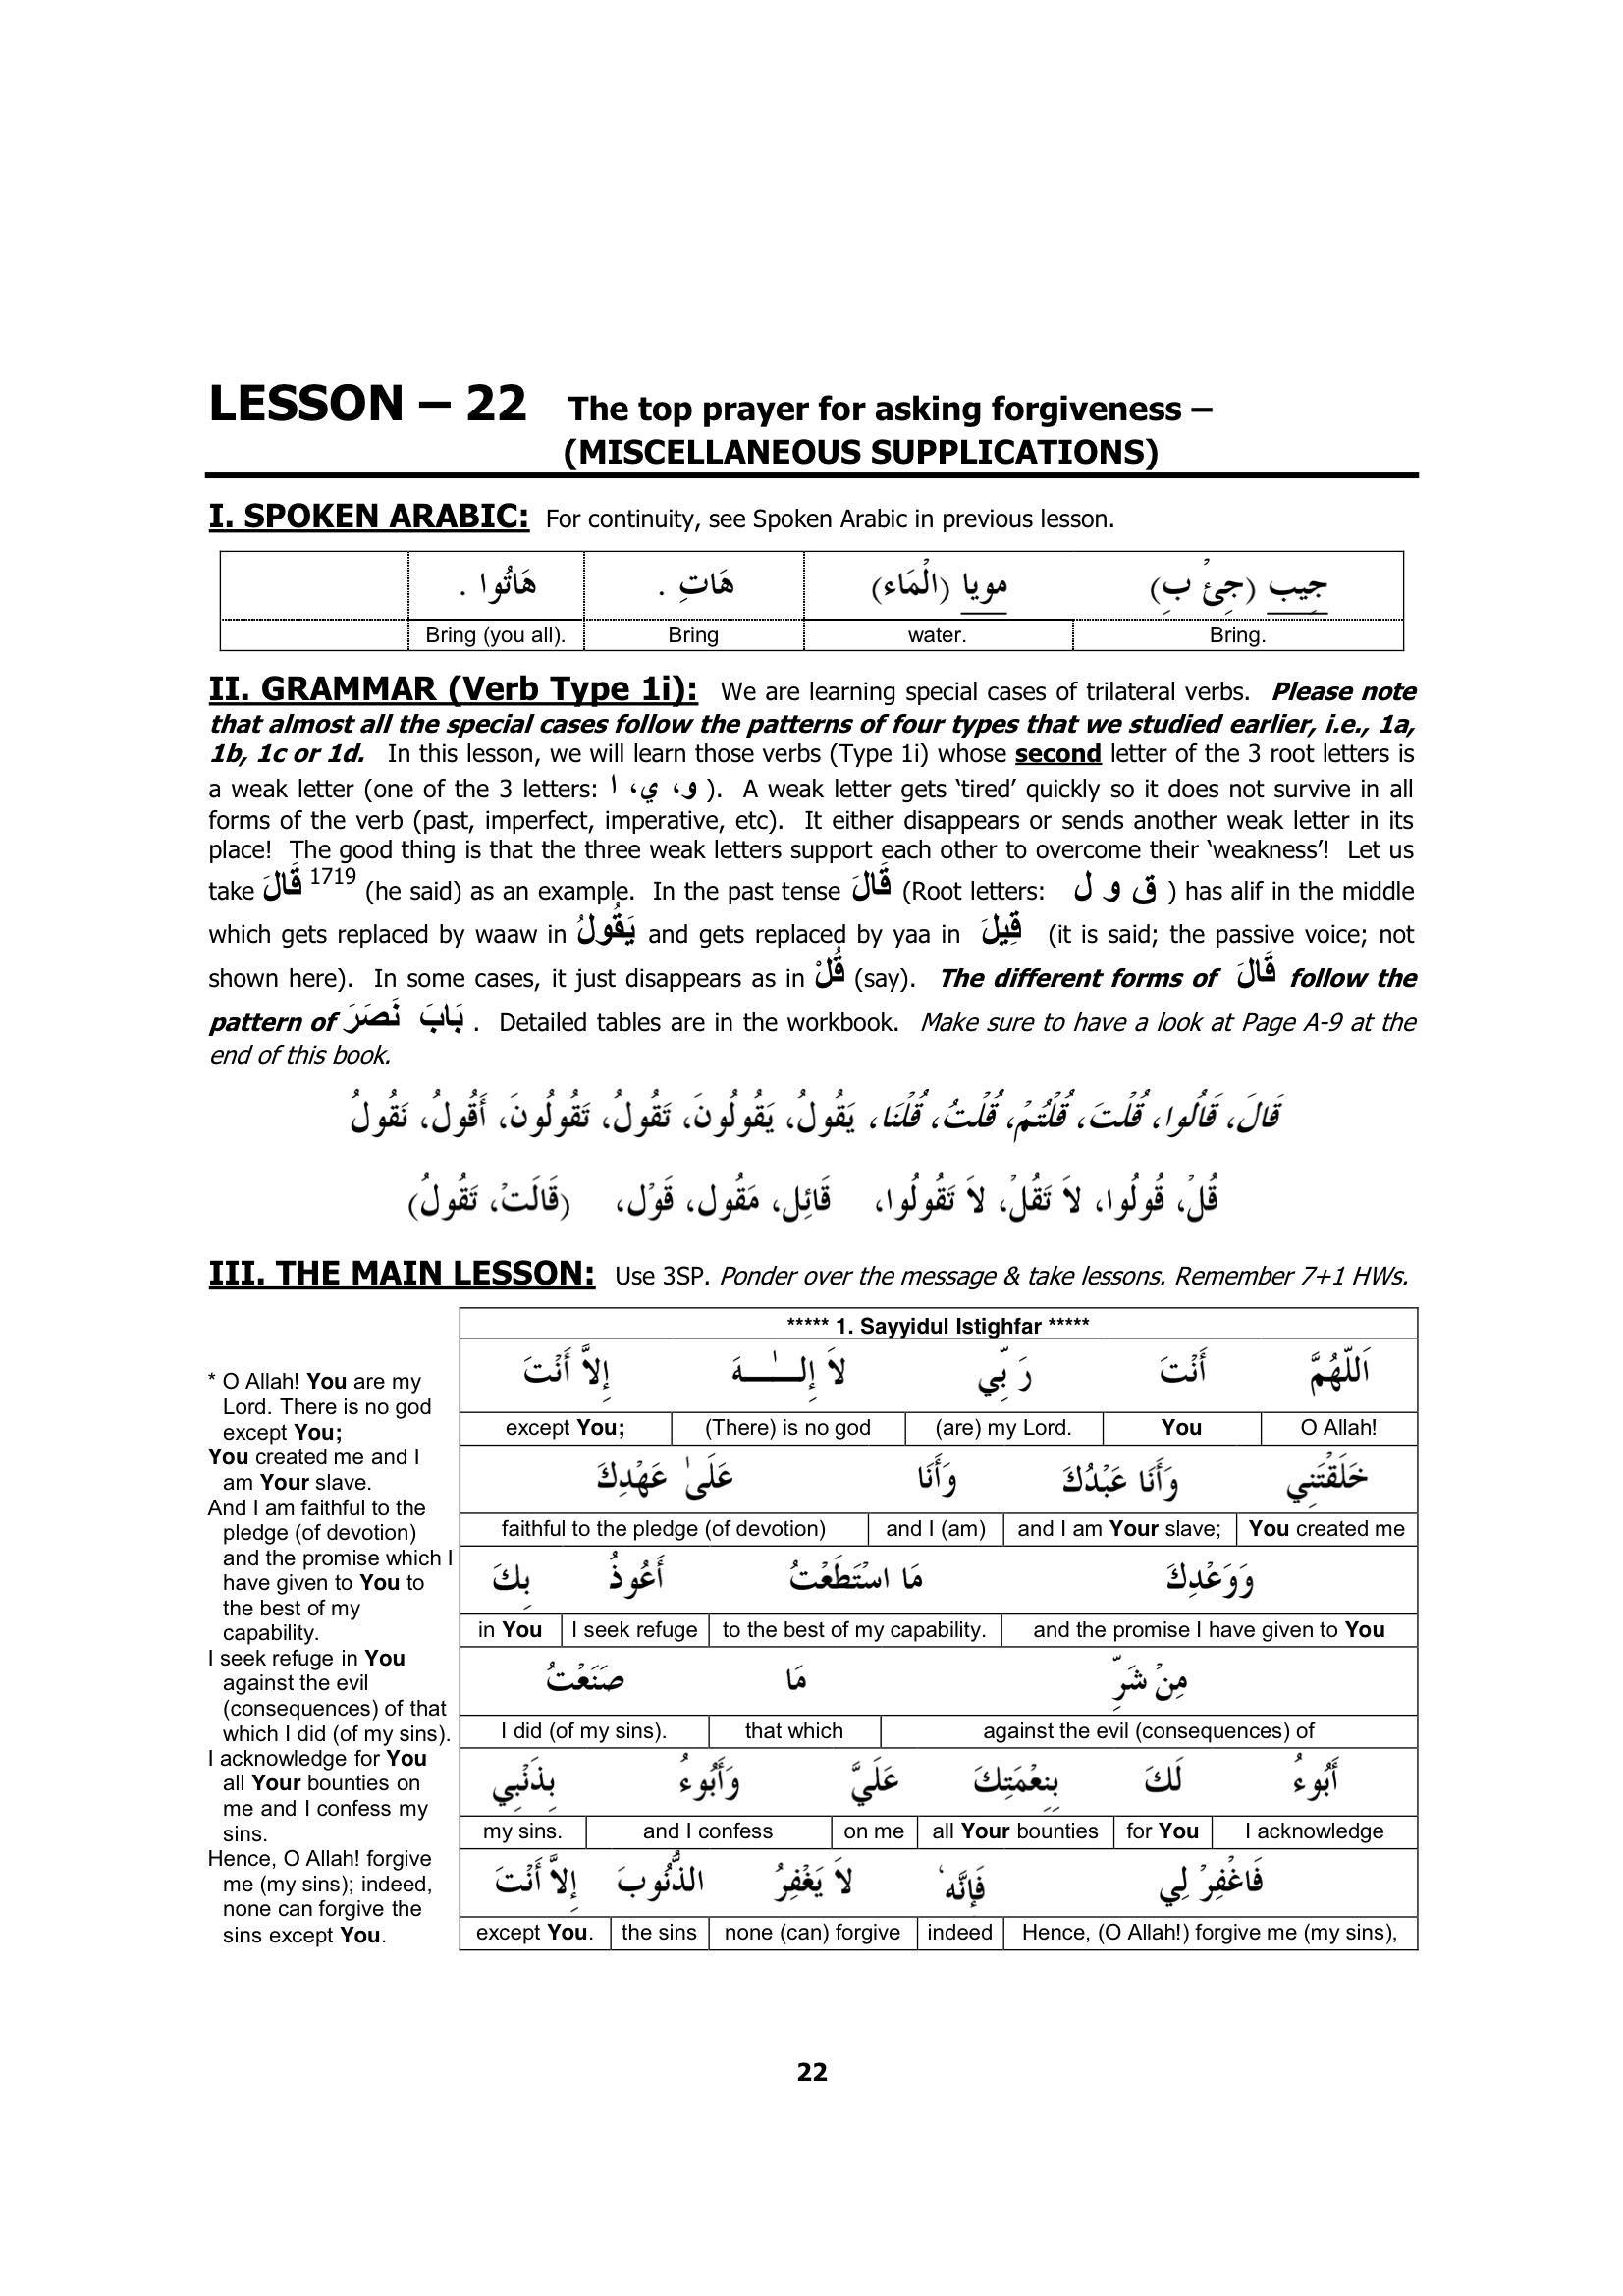 LESSON – 22 The top prayer for asking forgiveness –
(MISCELLANEOUS SUPPLICATIONS)
I. SPOKEN ARABIC: For continuity, see Spoken Arabic in previous lesson.
جِيب (جِئْ بِ) مويا (الْمَاء) هَاتِ . هَاتُوا .
Bring (you all). Bring water. Bring.
II. GRAMMAR (Verb Type 1i): We are learning special cases of trilateral verbs. Please note
that almost all the special cases follow the patterns of four types that we studied earlier, i.e., 1a,
1b, 1c or 1d. In this lesson, we will learn those verbs (Type 1i) whose second letter of the 3 root letters is
a weak letter (one of the 3 letters: و، ي، ا ). A weak letter gets ‘tired’ quickly so it does not survive in all
forms of the verb (past, imperfect, imperative, etc). It either disappears or sends another weak letter in its
place! The good thing is that the three weak letters support each other to overcome their ‘weakness’! Let us
take قَالَ 1719 (he said) as an example. In the past tense قَالَ (Root letters: ق و ل ) has alif in the middle
which gets replaced by waaw in يَقُولُ and gets replaced by yaa in قِيلَ (it is said; the passive voice; not
shown here). In some cases, it just disappears as in قُلْ (say). The different forms of قَالَ follow the
pattern of بَابَ نَصَرَ . Detailed tables are in the workbook. Make sure to have a look at Page A-9 at the
end of this book.
قَالَ، قَالُوا، قُلْتَ، قُلْتُمْ، قُلْتُ، قُلْنَا، يَقُولُ، يَقُولُونَ، تَقُولُ، تَقُولُونَ، أَقُولُ، نَقُولُ
قُلْ، قُولُوا، لاَ تَقُلْ، لاَ تَقُولُوا، قَائِل، مَقُول، قَوْل، (قَالَتْ، تَقُولُ)
III. THE MAIN LESSON: Use 3SP. Ponder over the message & take lessons. Remember 7+1 HWs.
* O Allah! You are my
Lord. There is no god
except You;
You created me and I
am Your slave.
And I am faithful to the
pledge (of devotion)
and the promise which I
have given to You to
the best of my
capability.
I seek refuge in You
against the evil
(consequences) of that
which I did (of my sins).
I acknowledge for You
all Your bounties on
me and I confess my
sins.
Hence, O Allah! forgive
me (my sins); indeed,
none can forgive the
sins except You.
***** 1. Sayyidul Istighfar *****
اَللّٰهُمَّ أَنْتَ رَبِّي لاَ إِلـٰـهَ إِلاَّ أَنْتَ
except You; (There) is no god (are) my Lord. You O Allah!
خَلَقْتَنِي وَأَنَا عَبْدُكَ وَأَنَا عَلَىٰ عَهْدِكَ
faithful to the pledge (of devotion) and I (am) and I am Your slave; You created me
وَوَعْدِكَ مَا اسْتَطَعْتُ أَعُوذُ بِكَ
in You I seek refuge to the best of my capability. and the promise I have given to You
مِنْ شَرِّ مَا صَنَعْتُ
I did (of my sins). that which against the evil (consequences) of
أَبُوءُ لَكَ بِنِعْمَتِكَ عَلَيَّ وَأَبُوءُ بِذَنْبِي
my sins. and I confess on me all Your bounties for You I acknowledge
فَاغْفِرْ لِي فَإِنَّهُ لاَ يَغْفِرُ الذُّنُوبَ إِلاَّ أَنْتَ
except You. the sins none (can) forgive indeed Hence, (O Allah!) forgive me (my sins),
22